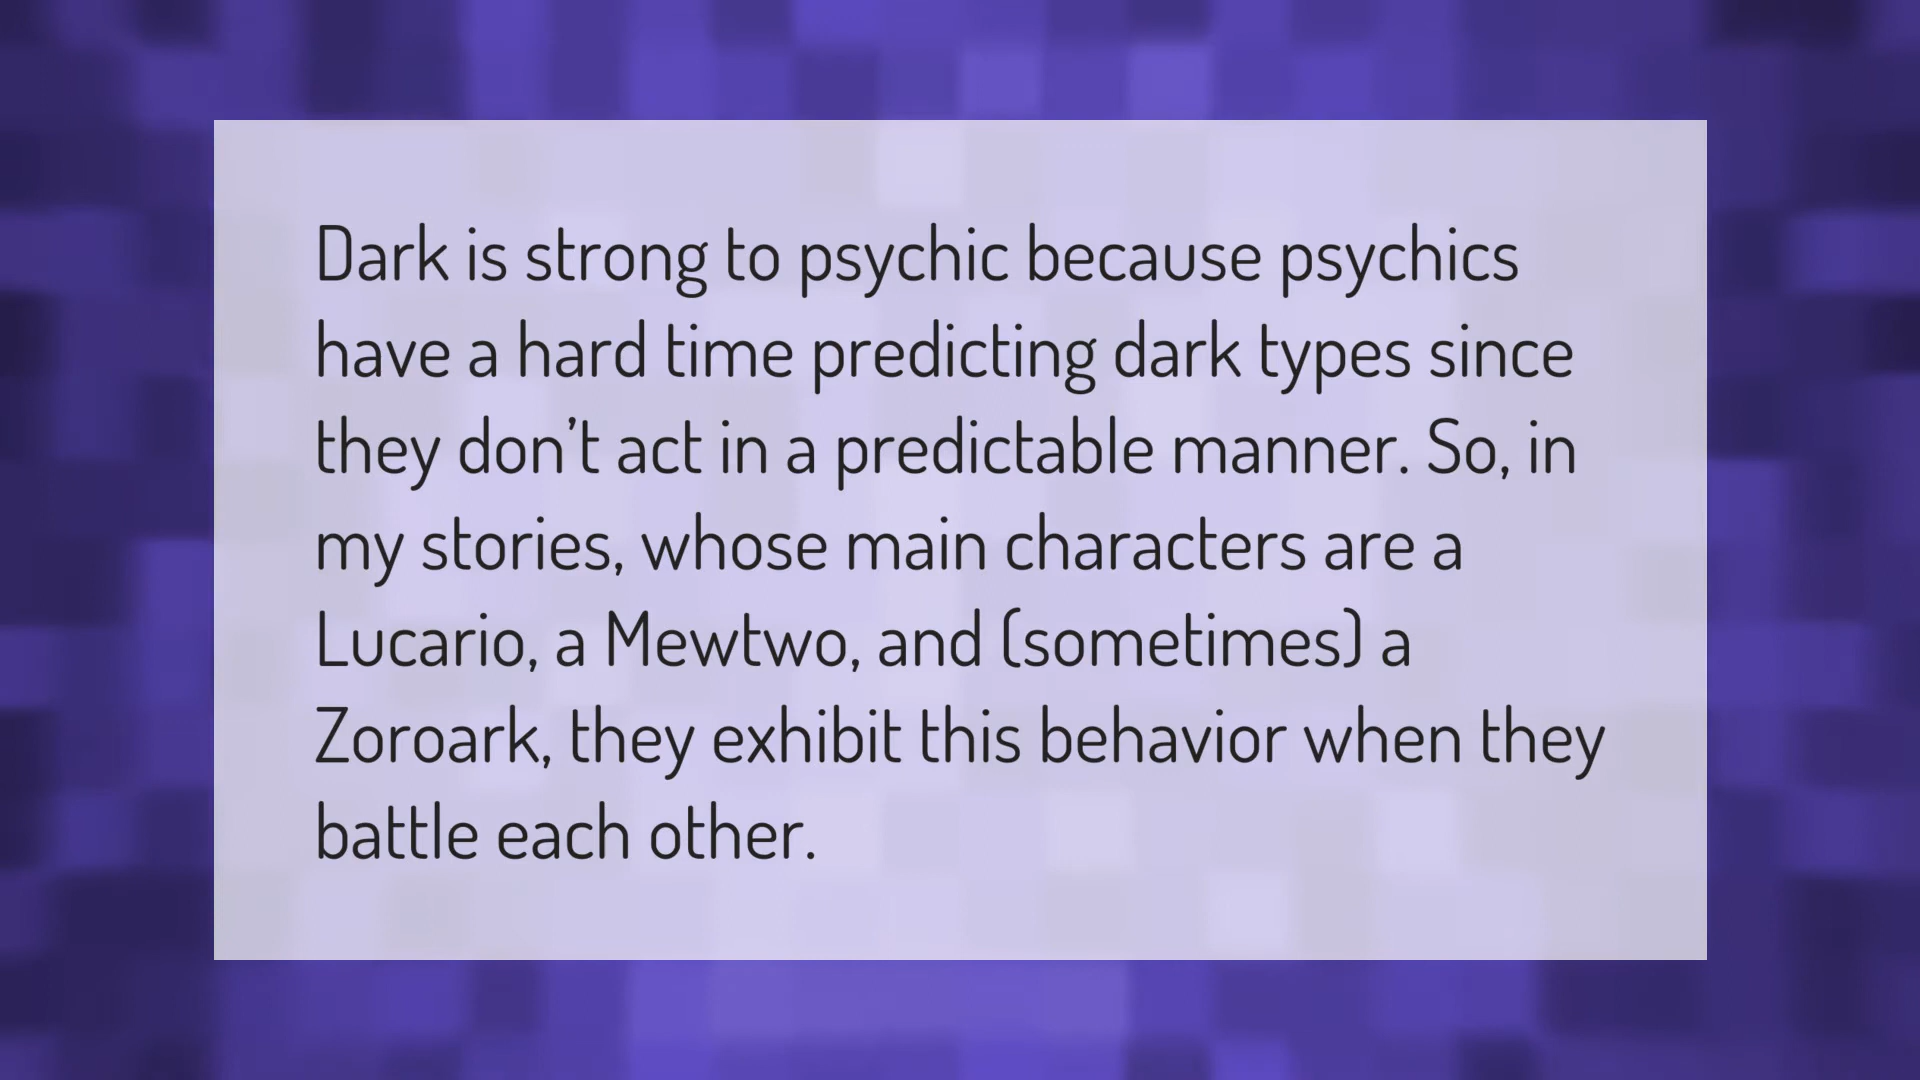 Dark is strong to psychic because psychics
have a hard time predicting dark types since
they don’t act in a predictable manner. So, in
my stories, whose main characters are a
Lucario, a Mewtwo, and (sometimes) a
Zoroark, they exhibit this behavior when they
battle each other.